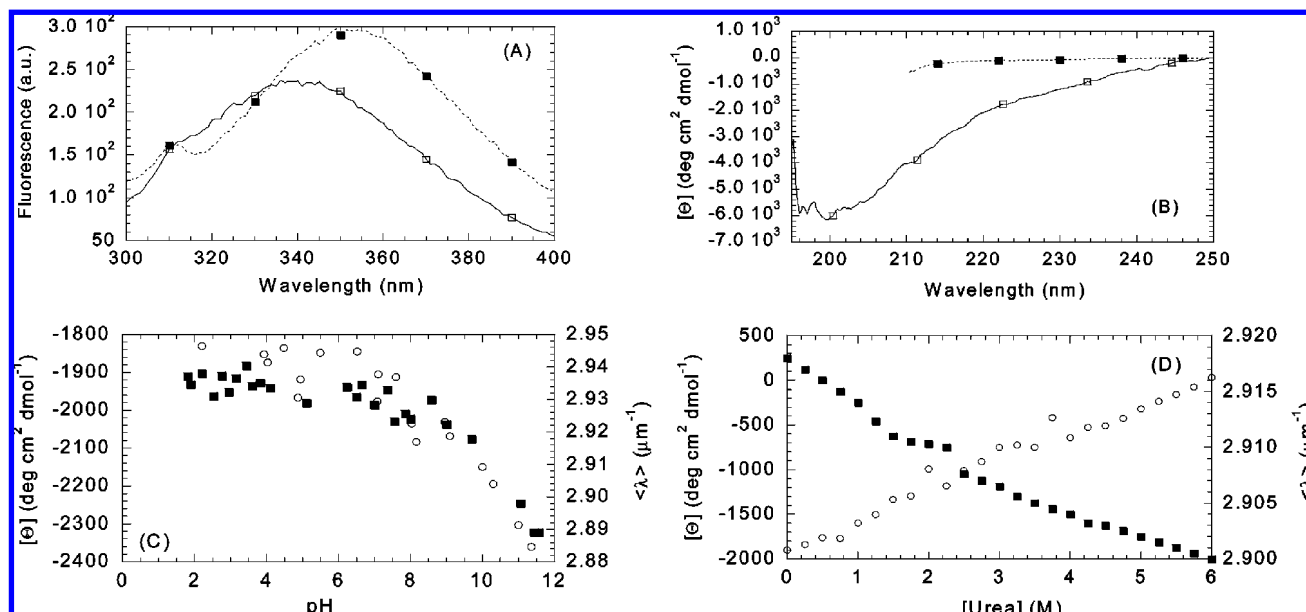 3.0 10²
2.5 10²
2.0 10²
1.5 10²
1.0 10²
50
Fluorescence (a.u.)
(A)
300 320 340 360 380 400
Wavelength (nm)
1.0 10³
0.0
-1.0 10³
-2.0 10³
-3.0 10³
-4.0 10³
-5.0 10³
-6.0 10³
-7.0 10³
[Θ] (deg cm² dmol⁻¹)
(B)
200 210 220 230 240 250
Wavelength (nm)
-1800
-1900
-2000
-2100
-2200
-2300
-2400
[Θ] (deg cm² dmol⁻¹)
(C)
2.95
2.94
2.93
2.92
2.91
2.90
2.89
2.88
<λ> (μm⁻¹)
0 2 4 6 8 10 12
pH
500
0
-500
-1000
-1500
-2000
[Θ] (deg cm² dmol⁻¹)
(D)
2.920
2.915
2.910
2.905
2.900
<λ> (μm⁻¹)
0 1 2 3 4 5 6
[Urea] (M)